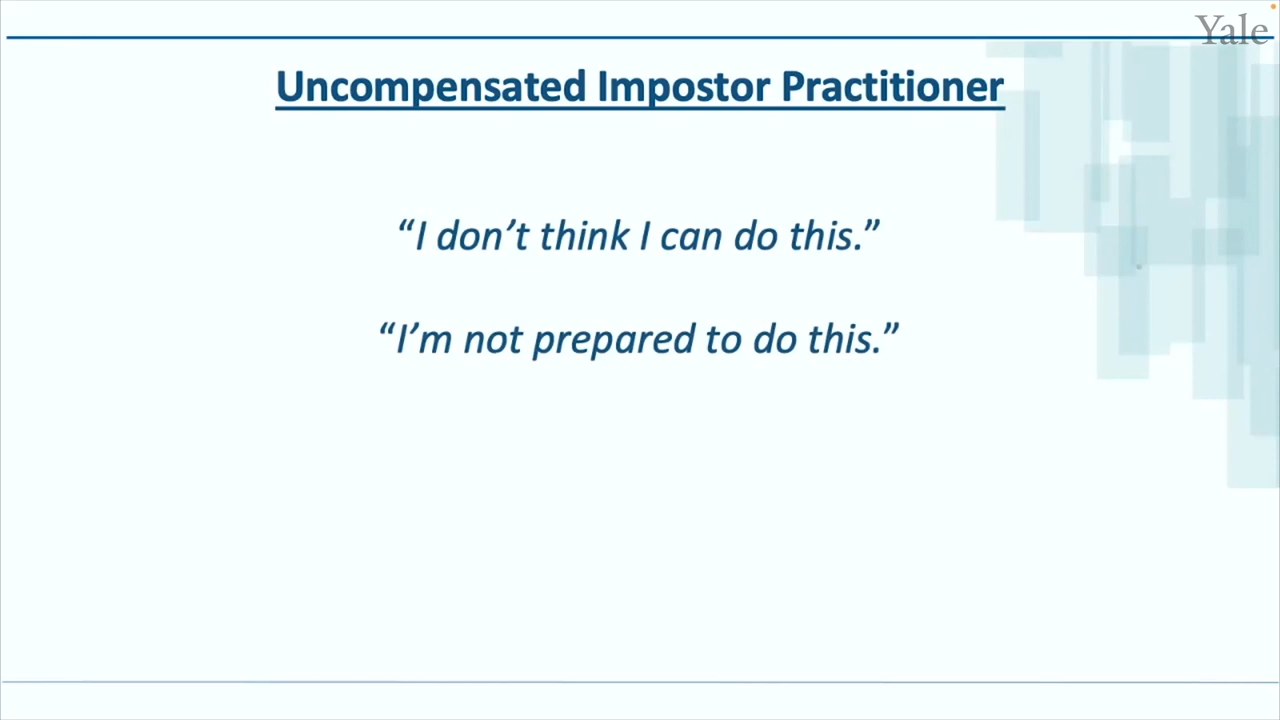 Yale
Uncompensated Impostor Practitioner
“I don’t think I can do this.”
“I’m not prepared to do this.”